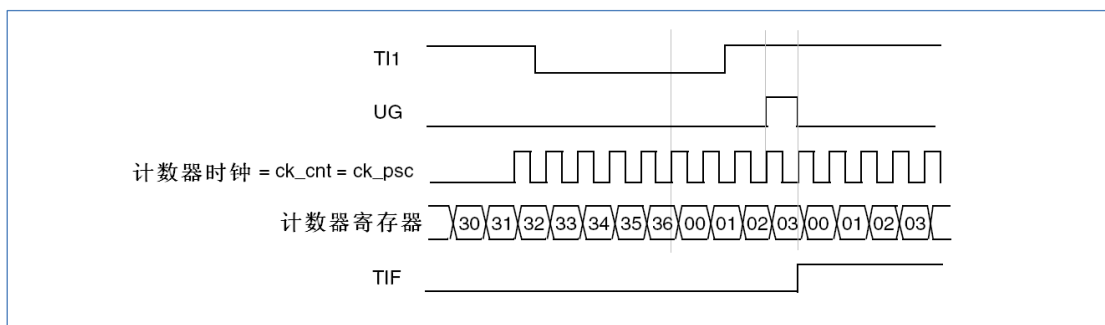 TI1
UG
计数器时钟 = ck_cnt = ck_psc
计数器寄存器 30 31 32 33 34 35 36 00 01 02 03 00 01 02 03
TIF